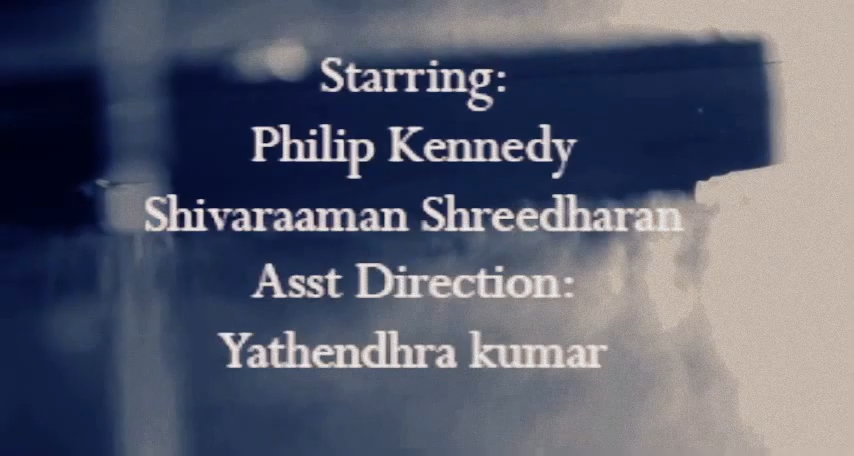 Starring:
Philip Kennedy
Shivaraaman Shreedharan
Asst Direction:
Yathendhra kumar